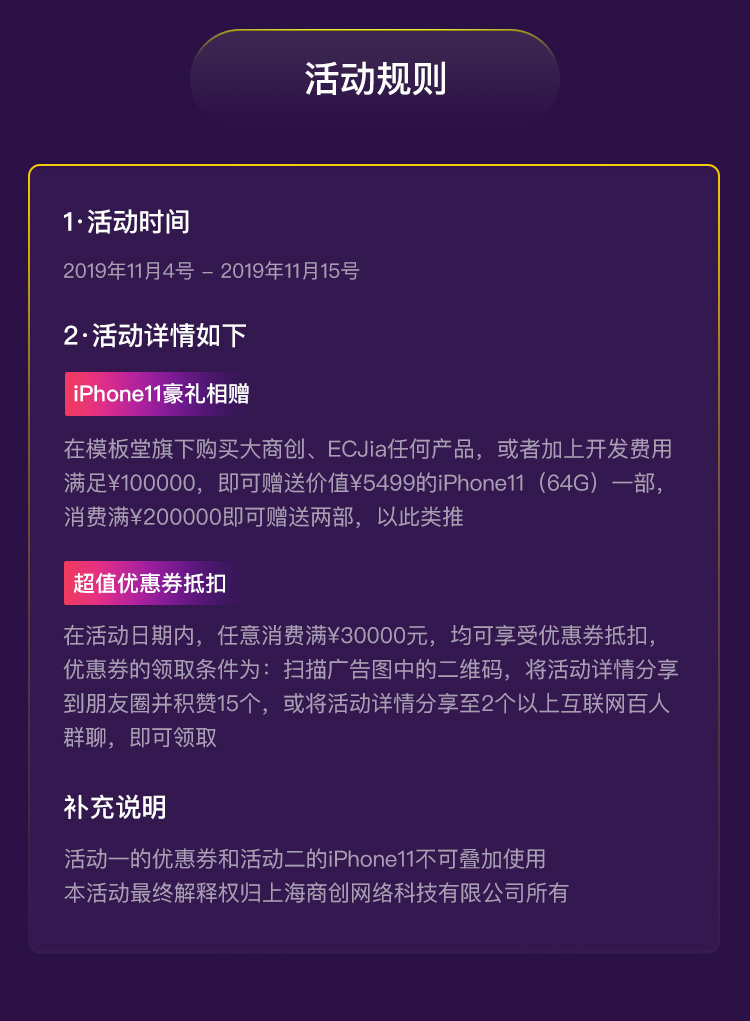 活动规则
1·活动时间
2019年11月4号 – 2019年11月15号
2·活动详情如下
iPhone11豪礼相赠
在模板堂旗下购买大商创、ECJia任何产品，或者加上开发费用
满足¥100000，即可赠送价值¥5499的iPhone11（64G）一部，
消费满¥200000即可赠送两部，以此类推
超值优惠券抵扣
在活动日期内，任意消费满¥30000元，均可享受优惠券抵扣，
优惠券的领取条件为：扫描广告图中的二维码，将活动详情分享
到朋友圈并积赞15个，或将活动详情分享至2个以上互联网百人
群聊，即可领取
补充说明
活动一的优惠券和活动二的iPhone11不可叠加使用
本活动最终解释权归上海商创网络科技有限公司所有